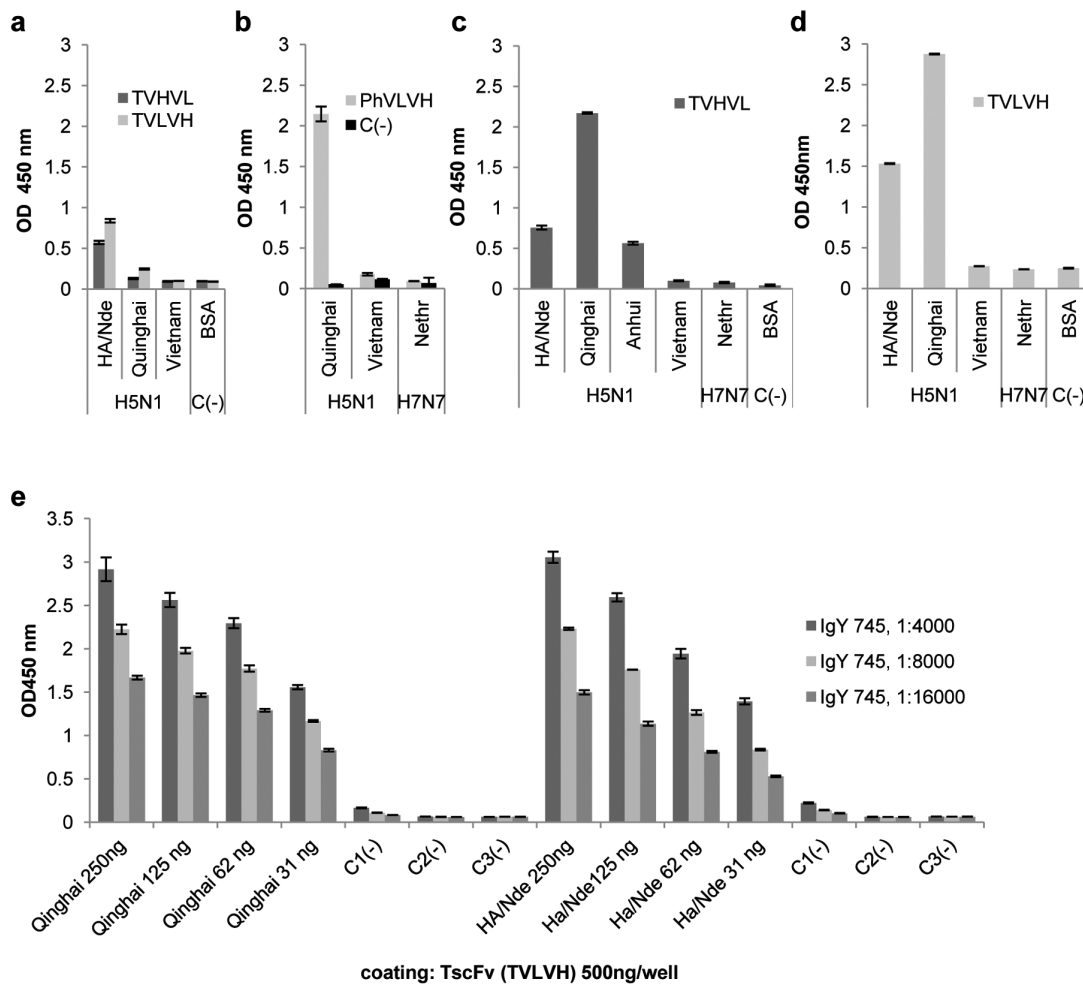 a
3
2.5
2
1.5
1
0.5
0
OD 450 nm
TVHVL
TVLVH
HA/Nde
Quinghai
Vietnam
BSA
H5N1
C(-)
b
3
2.5
2
1.5
1
0.5
0
OD 450 nm
PhVLVH
C(-)
Quinghai
Vietnam
Nethr
H5N1
H7N7
c
3
2.5
2
1.5
1
0.5
0
OD 450 nm
TVHVL
HA/Nde
Qinghai
Anhui
Vietnam
Nethr
BSA
H5N1
H7N7
C(-)
d
3
2.5
2
1.5
1
0.5
0
OD 450nm
TVLVH
HA/Nde
Qinghai
Vietnam
Nethr
BSA
H5N1
H7N7
C(-)
e
3.5
3
2.5
2
1.5
1
0.5
0
OD450 nm
IgY 745, 1:4000
IgY 745, 1:8000
IgY 745, 1:16000
Qinghai 250ng
Qinghai 125 ng
Qinghai 62 ng
Qinghai 31 ng
C1(-)
C2(-)
C3(-)
HA/Nde 250ng
Ha/Nde125 ng
Ha/Nde 62 ng
Ha/Nde 31 ng
C1(-)
C2(-)
C3(-)
coating: TscFv (TVLVH) 500ng/well